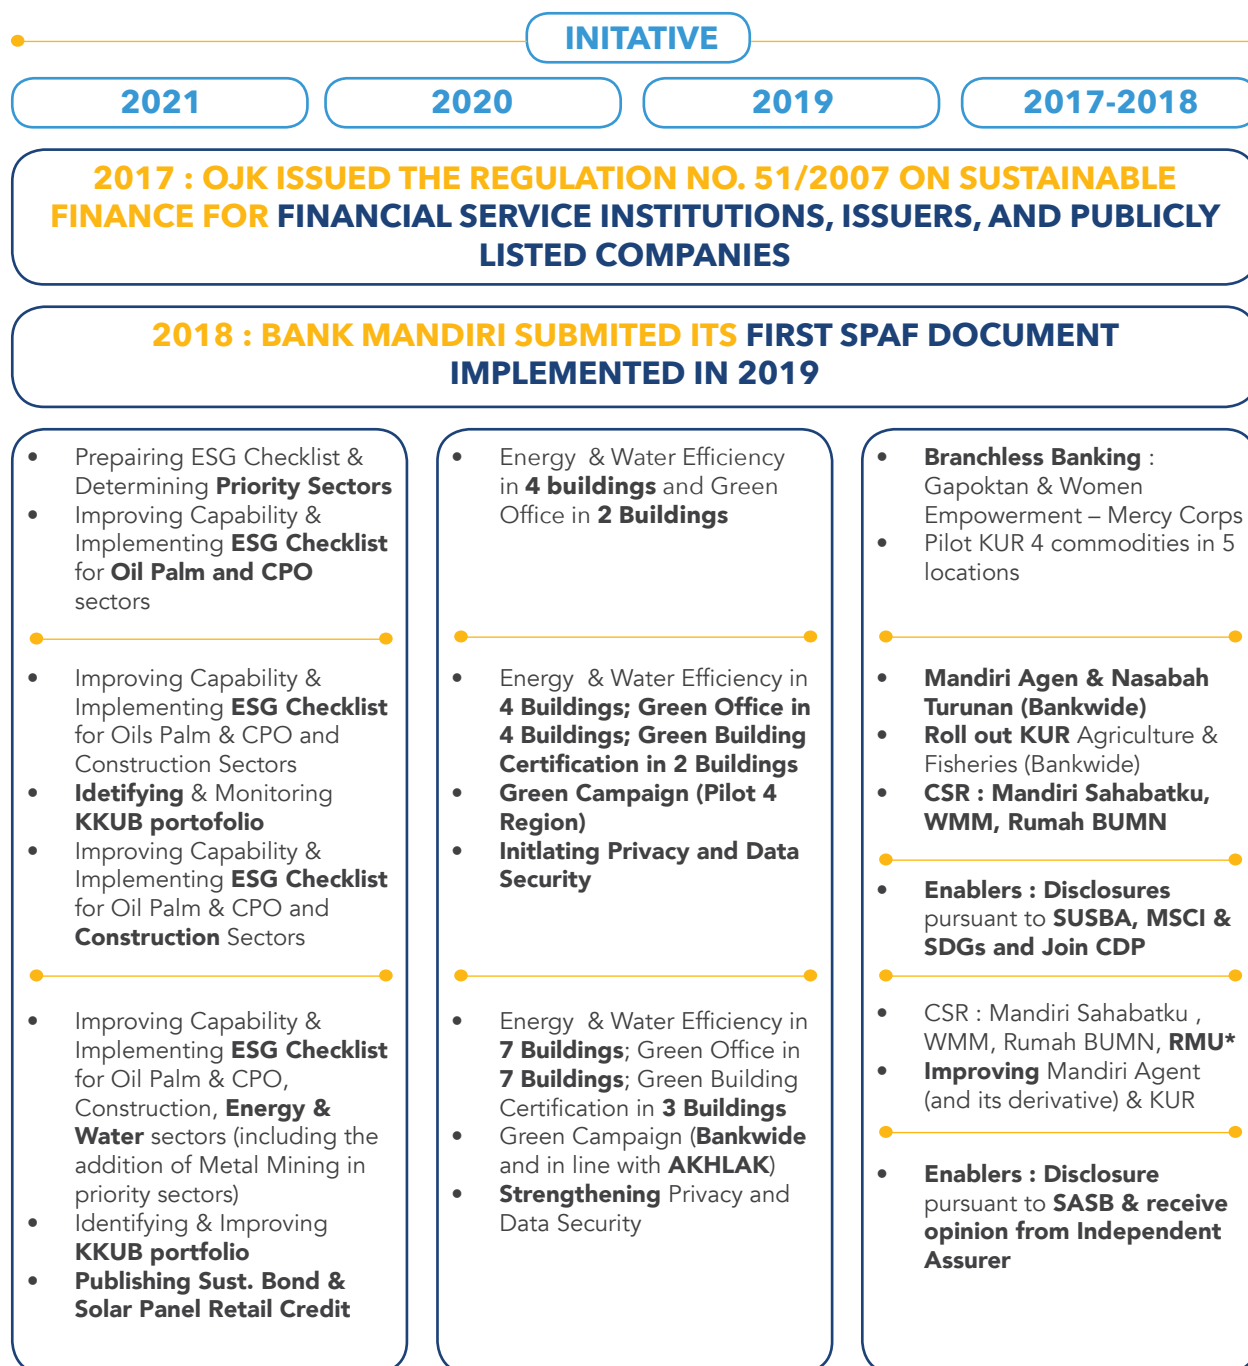 INITATIVE
2021
2020
2019
2017-2018
2017 : OJK ISSUED THE REGULATION NO. 51/2007 ON SUSTAINABLE
FINANCE FOR FINANCIAL SERVICE INSTITUTIONS, ISSUERS, AND PUBLICLY
LISTED COMPANIES
2018 : BANK MANDIRI SUBMITED ITS FIRST SPAF DOCUMENT
IMPLEMENTED IN 2019
• Prepairing ESG Checklist &
Determining Priority Sectors
• Improving Capability &
Implementing ESG Checklist
for Oil Palm and CPO
sectors
• Improving Capability &
Implementing ESG Checklist
for Oils Palm & CPO and
Construction Sectors
• Idetifying & Monitoring
KKUB portofolio
• Improving Capability &
Implementing ESG Checklist
for Oil Palm & CPO and
Construction Sectors
• Improving Capability &
Implementing ESG Checklist
for Oil Palm & CPO,
Construction, Energy &
Water sectors (including the
addition of Metal Mining in
priority sectors)
• Identifying & Improving
KKUB portfolio
• Publishing Sust. Bond &
Solar Panel Retail Credit
• Energy & Water Efficiency
in 4 buildings and Green
Office in 2 Buildings
• Energy & Water Efficiency in
4 Buildings; Green Office in
4 Buildings; Green Building
Certification in 2 Buildings
• Green Campaign (Pilot 4
Region)
• Initlating Privacy and Data
Security
• Energy & Water Efficiency in
7 Buildings; Green Office in
7 Buildings; Green Building
Certification in 3 Buildings
• Green Campaign (Bankwide
and in line with AKHLAK)
• Strengthening Privacy and
Data Security
• Branchless Banking :
Gapoktan & Women
Empowerment – Mercy Corps
• Pilot KUR 4 commodities in 5
locations
• Mandiri Agen & Nasabah
Turunan (Bankwide)
• Roll out KUR Agriculture &
Fisheries (Bankwide)
• CSR : Mandiri Sahabatku,
WMM, Rumah BUMN
• Enablers : Disclosures
pursuant to SUSBA, MSCI &
SDGs and Join CDP
• CSR : Mandiri Sahabatku ,
WMM, Rumah BUMN, RMU*
• Improving Mandiri Agent
(and its derivative) & KUR
• Enablers : Disclosure
pursuant to SASB & receive
opinion from Independent
Assurer